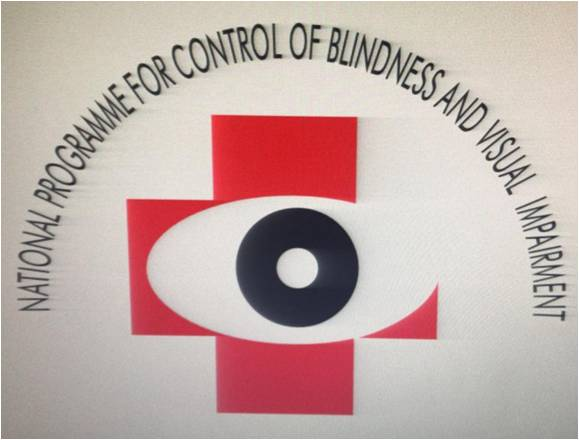 NATIONAL PROGRAMME FOR CONTROL OF BLINDNESS AND VISUAL IMPAIRMENT